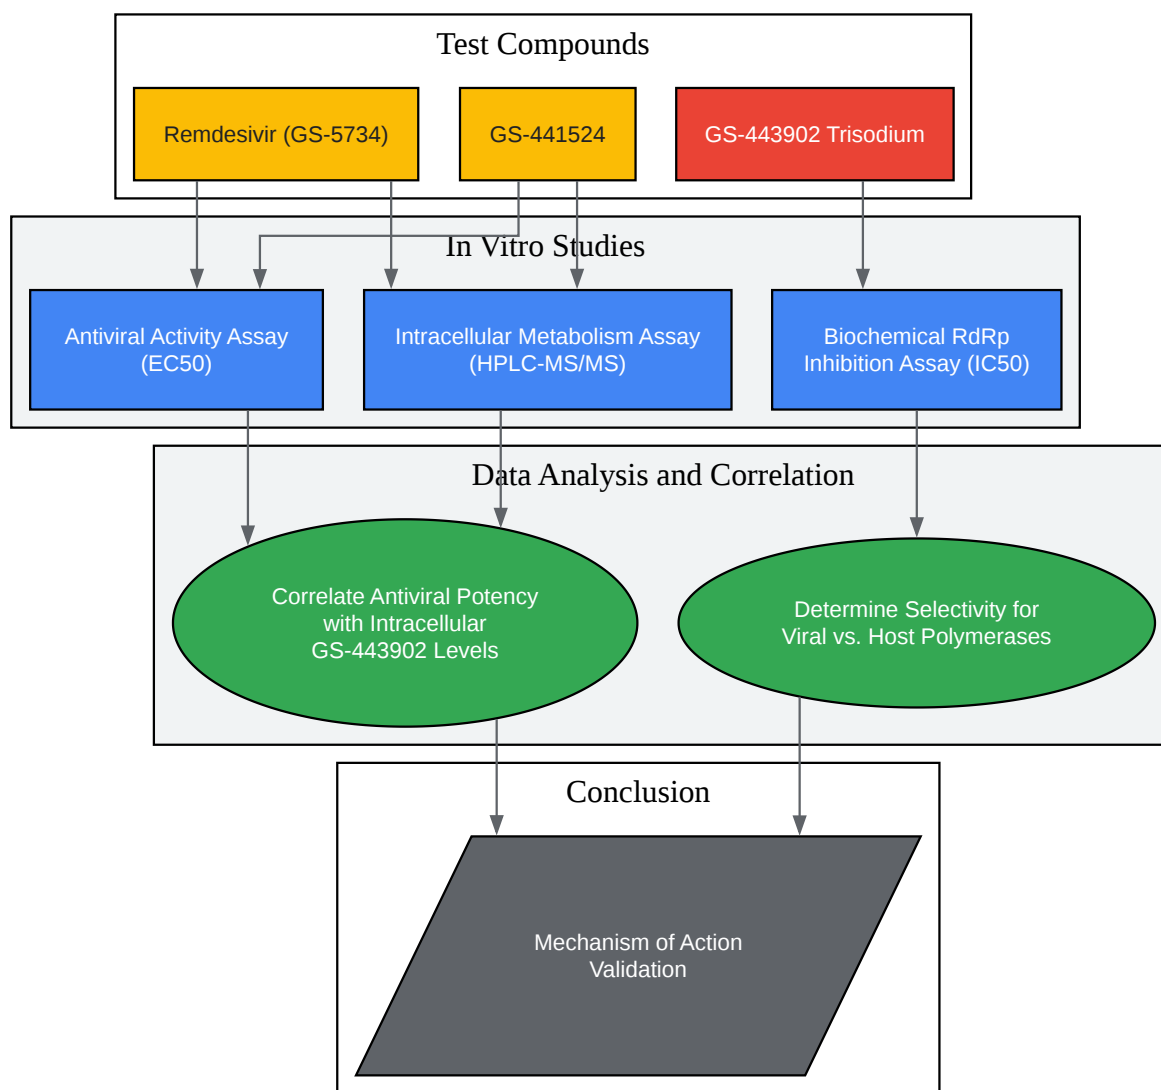 Test Compounds
Remdesivir (GS-5734)
GS-441524
GS-443902 Trisodium
In Vitro Studies
Antiviral Activity Assay
(EC50)
Intracellular Metabolism Assay
(HPLC-MS/MS)
Biochemical RdRp
Inhibition Assay (IC50)
Data Analysis and Correlation
Correlate Antiviral Potency
with Intracellular
GS-443902 Levels
Determine Selectivity for
Viral vs. Host Polymerases
Conclusion
Mechanism of Action
Validation